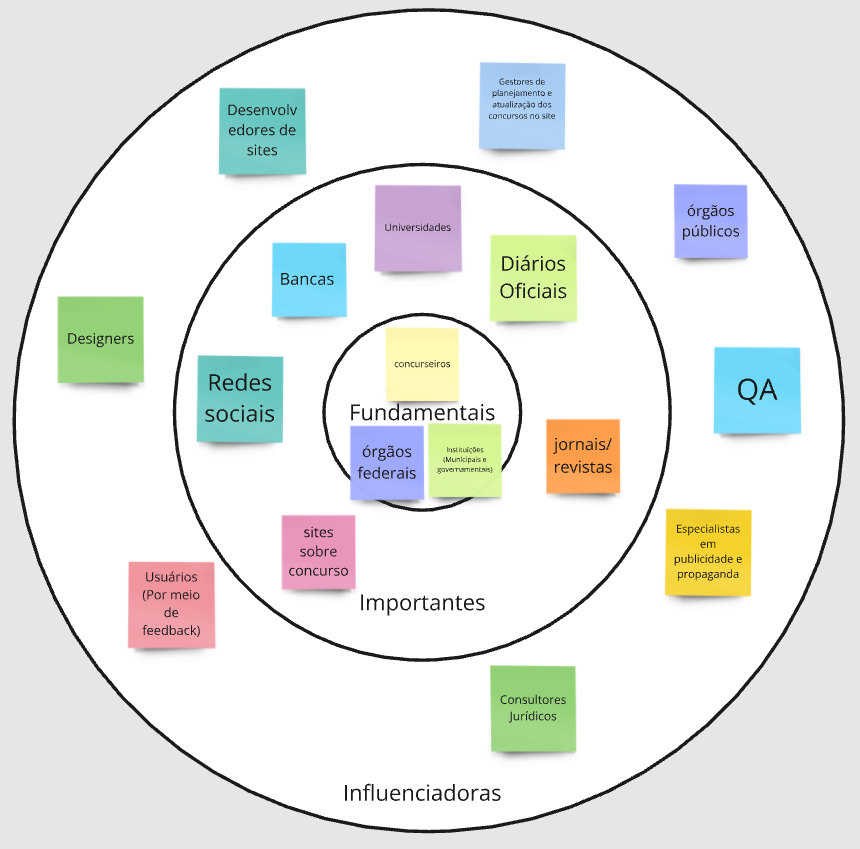 Gestores de
planejamento e
atualização dos
concursos no site
Desenvolv
edores de
sites
órgãos
públicos
Universidades
Diários
Oficiais
Bancas
Designers
concurseiros
QA
Redes
sociais
Fundamentais
jornais/
revistas
órgãos
federais
Instituições
(Municipais e
governamentais)
sites
sobre
concurso
Especialistas
em
publicidade e
propaganda
Usuários
(Por meio
de
feedback)
Importantes
Consultores
Jurídicos
Influenciadoras